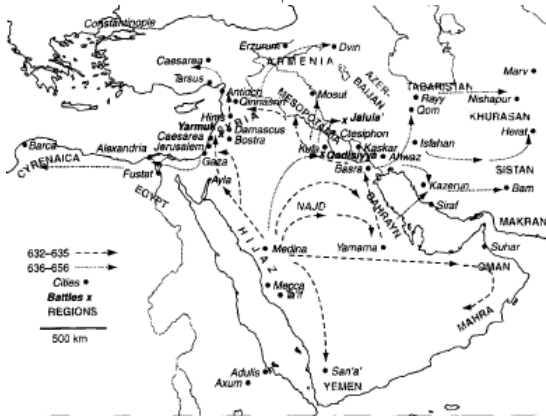 Constantinople
Erzurum
Dvin
Caesarea
ARMENIA
AZER-
BAIJAN
TABARISTAN
Marv
Tarsus
Antioch
Qinnasrin
Mosul
Rayy
Nishapur
MESOPOTAMIA
Qom
KHURASAN
Hims
SYRIA
Jalula'
Herat
Yarmuk
Damascus
Ctesiphon
Barca
Alexandria
Caesarea
Jerusalem
Bostra
Kufa
Qadisiyya
Kaskar
Isfahan
Ahwaz
SISTAN
CYRENAICA
Gaza
Basra
Fustat
Ayla
Kazerun
Bam
EGYPT
NAJD
BAHRAYN
Siraf
MAKRAN
HIJAZ
Medina
Yamama
Suhar
632–635
636–656
OMAN
Cities
Mecca
Ta'if
Battles x
REGIONS
MAHRA
500 km
Adulis
Axum
San'a'
YEMEN